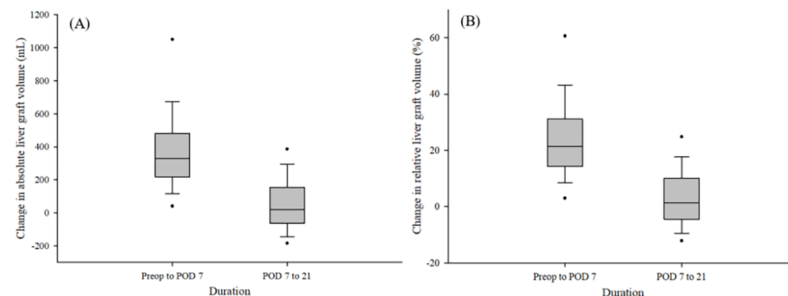 (A)
Change in absolute liver graft volume (mL)
1200
1000
800
600
400
200
0
-200
Preop to POD 7
POD 7 to 21
Duration
(B)
Change in relative liver graft volume (%)
60
40
20
0
-20
Preop to POD 7
POD 7 to 21
Duration